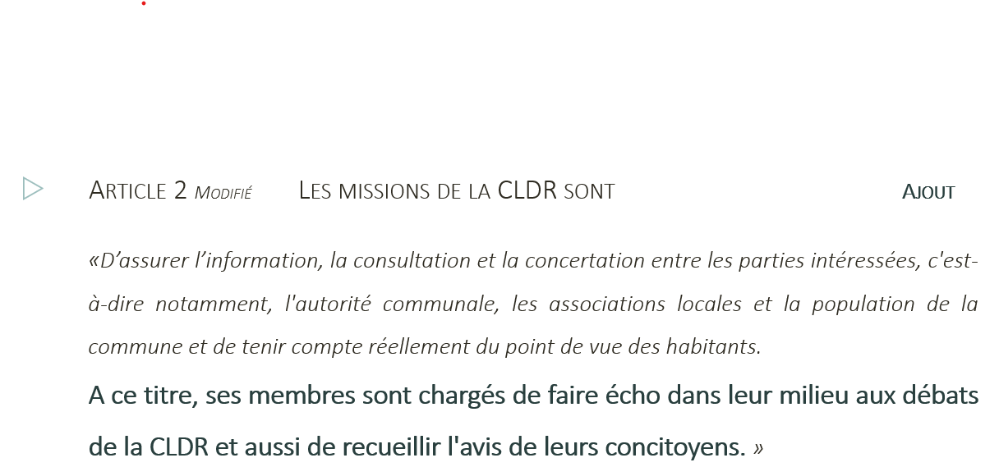 ARTICLE 2 MODIFIÉ LES MISSIONS DE LA CLDR SONT AJOUT
«D’assurer l’information, la consultation et la concertation entre les parties intéressées, c'est-
à-dire notamment, l'autorité communale, les associations locales et la population de la
commune et de tenir compte réellement du point de vue des habitants.
A ce titre, ses membres sont chargés de faire écho dans leur milieu aux débats
de la CLDR et aussi de recueillir l'avis de leurs concitoyens. »